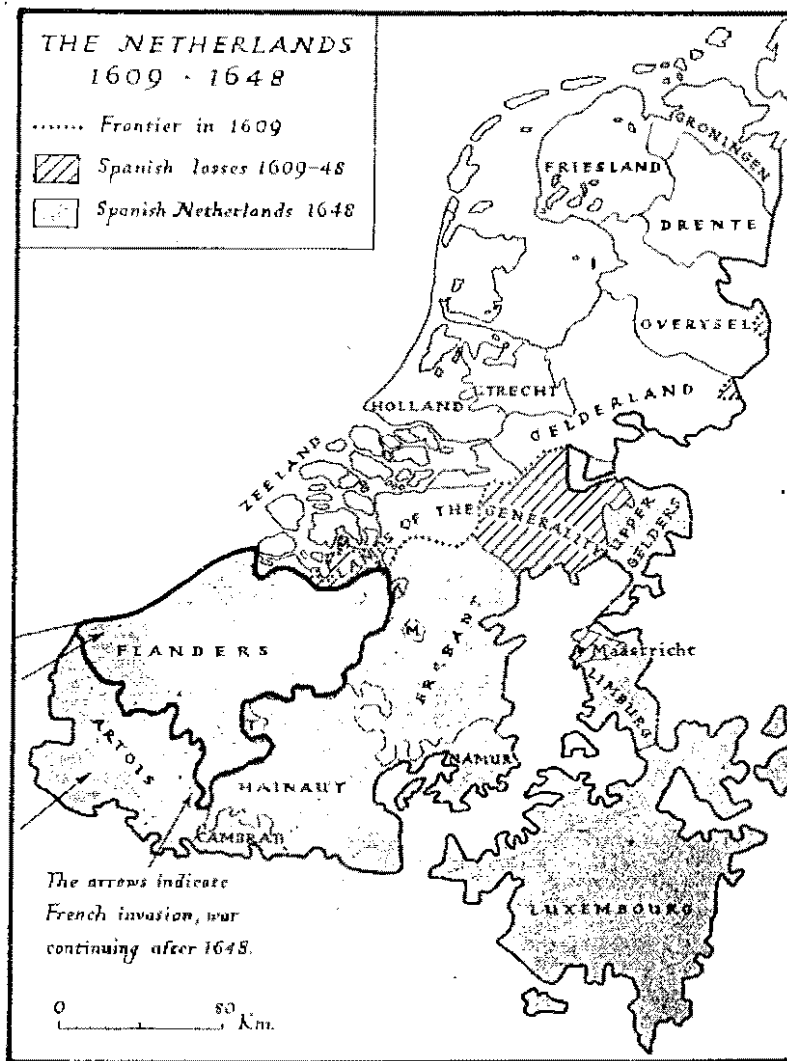 THE NETHERLANDS
1609 · 1648
Frontier in 1609
Spanish losses 1609–48
Spanish Netherlands 1648
GRONINGEN
FRIESLAND
DRENTE
OVERYSEL
UTRECHT
HOLLAND
GELDERLAND
ZEELAND
LANDS OF THE GENERALITY
UPPER
GELDERS
FLANDERS
M
BRABANT
Maastricht
LIMBURG
ARTOIS
T
HAINAUT
NAMUR
CAMBRAI
LUXEMBOURG
The arrows indicate
French invasion, war
continuing after 1648.
0 80
Km.